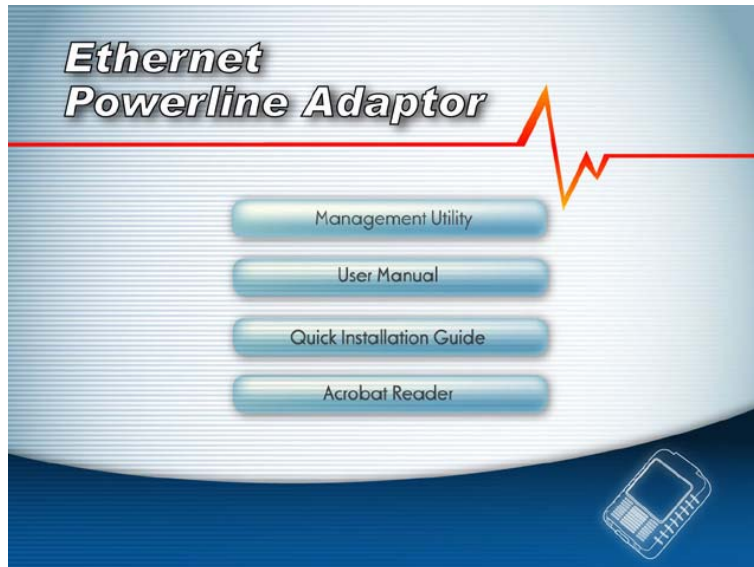 Ethernet
Powerline Adaptor
Management Utility
User Manual
Quick Installation Guide
Acrobat Reader